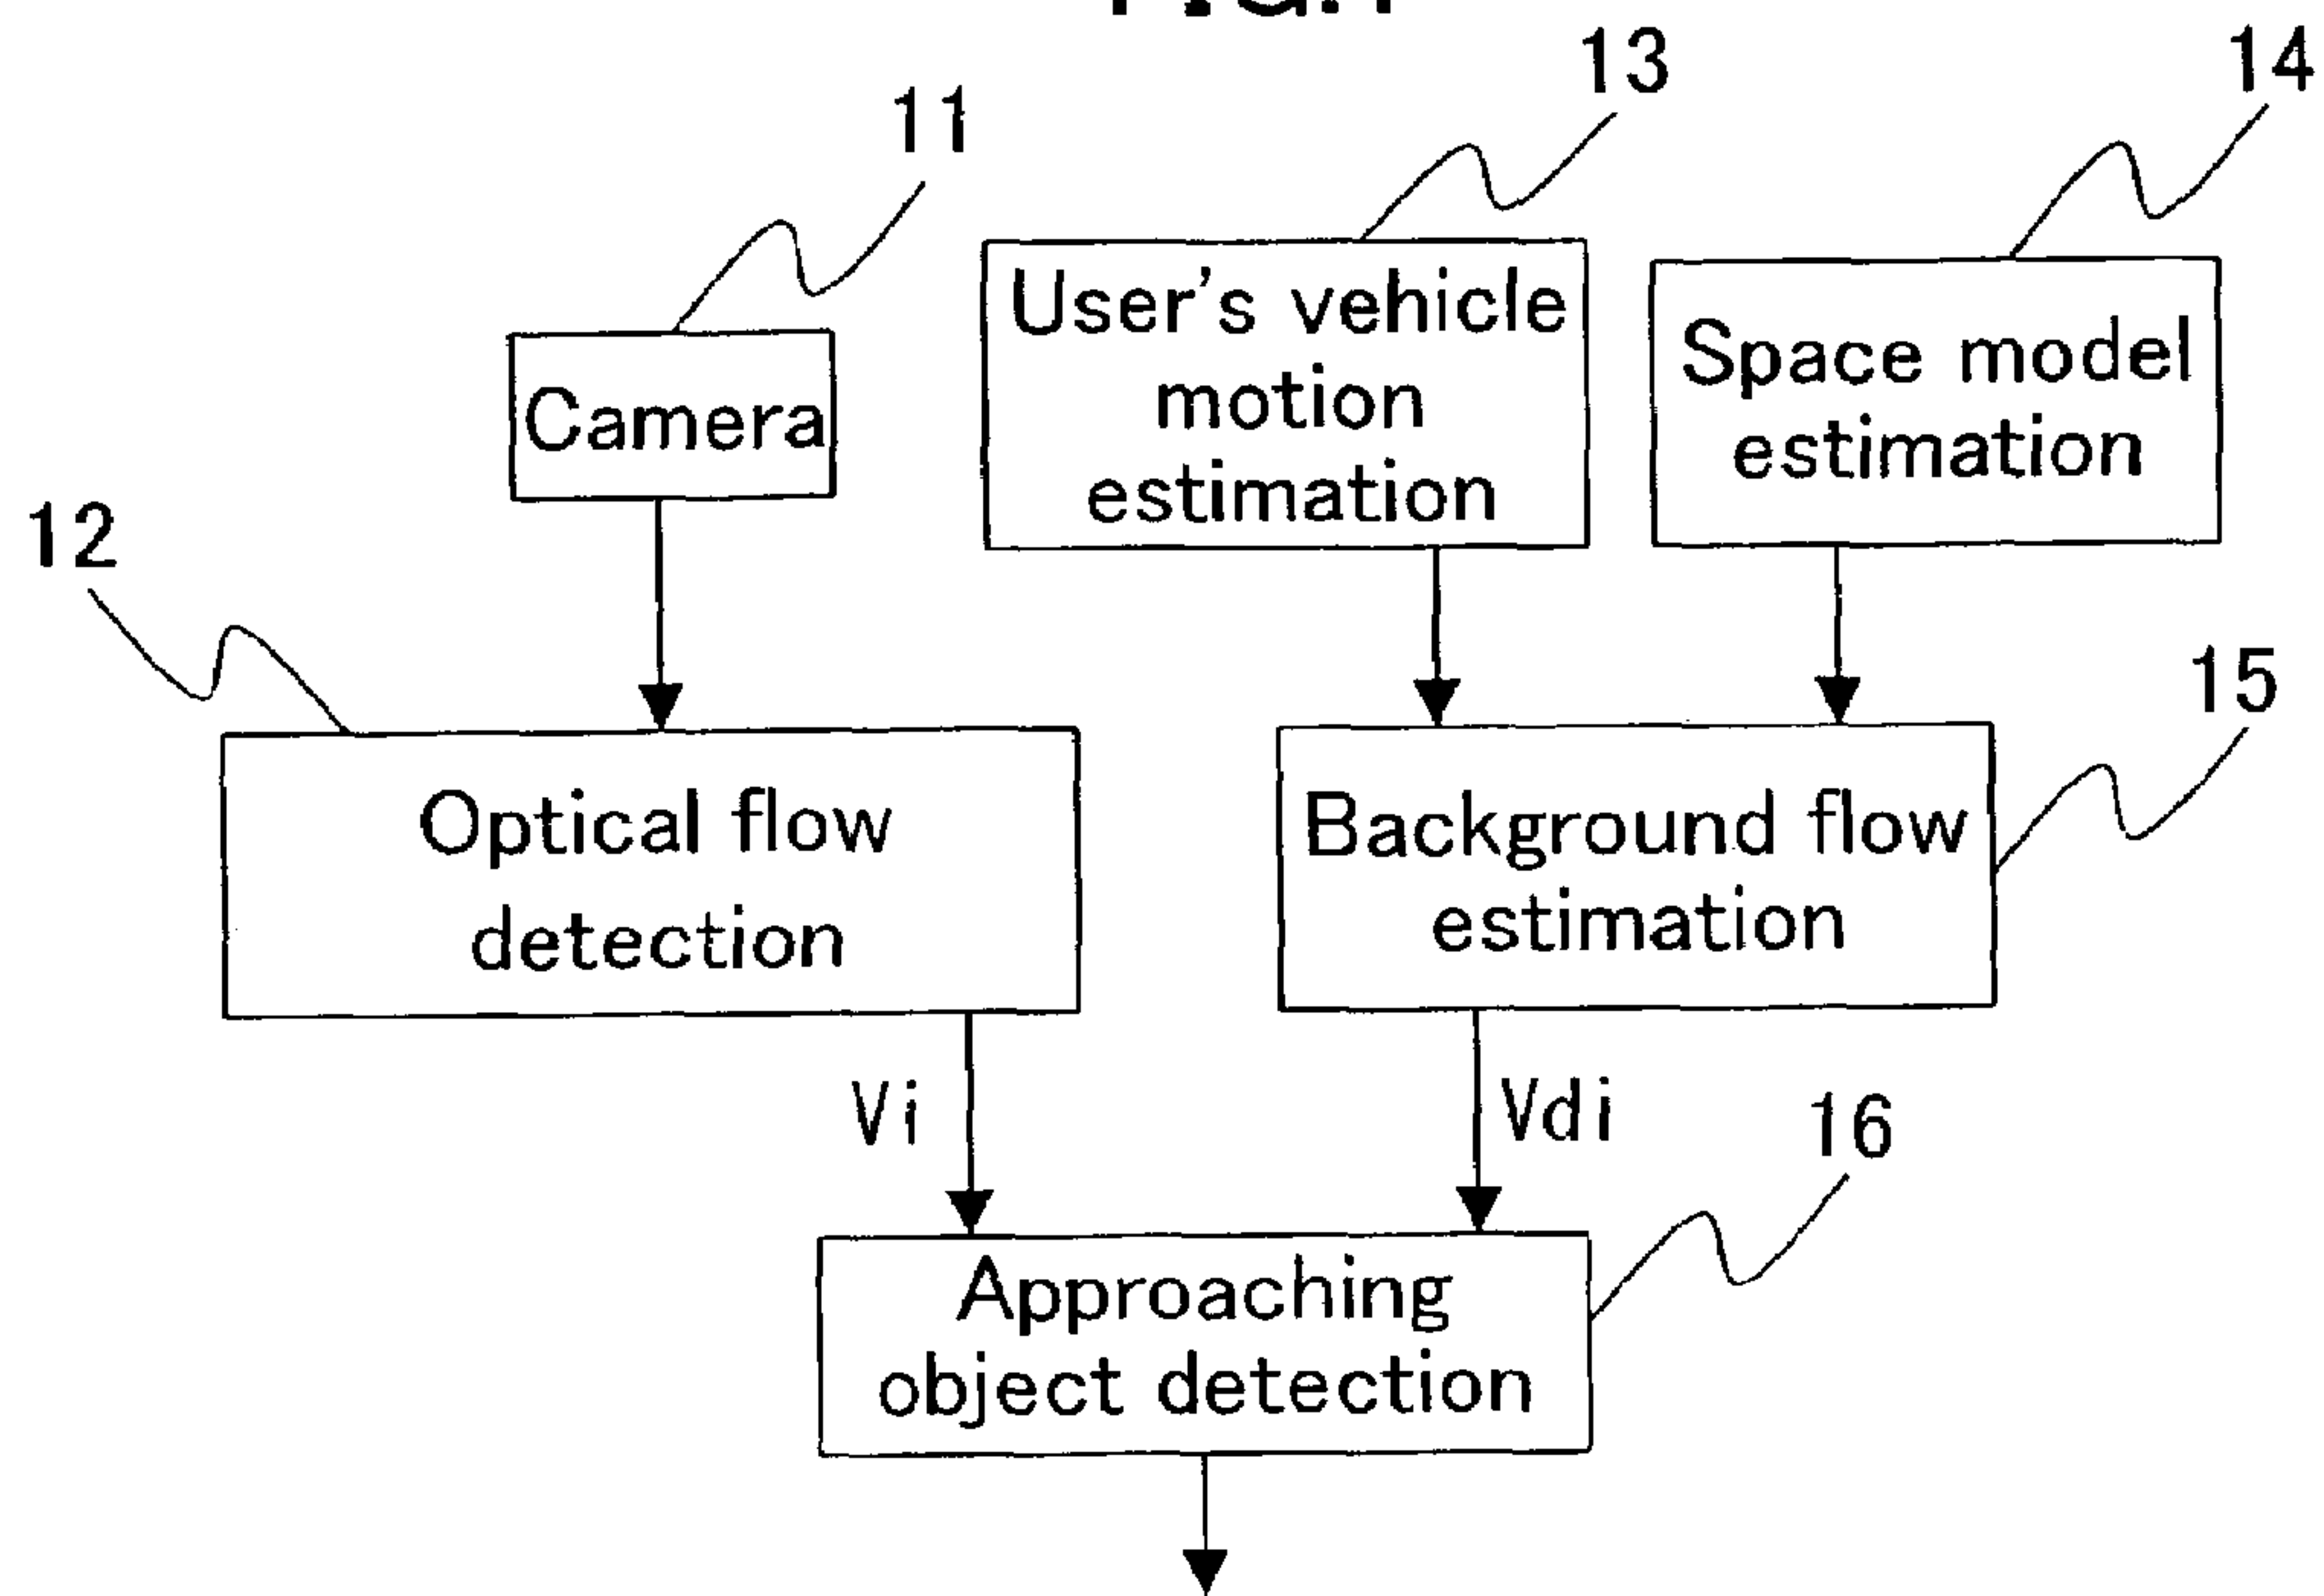 13
14
11
User's vehicle
motion
estimation
Space model
estimation
Camera
12
15
Optical flow
detection
Background flow
estimation
Vi
Vdi
16
Approaching
object detection